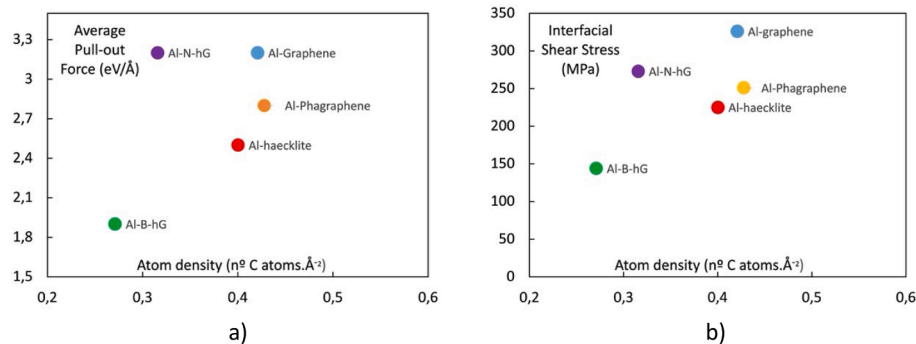 3,3
3
2,7
2,4
2,1
1,8
1,5
Average
Pull-out
Force (eV/Å)
Al-N-hG
Al-Graphene
Al-Phagraphene
Al-haecklite
Al-B-hG
Atom density (nº C atoms.Å⁻²)
0,2 0,3 0,4 0,5 0,6
a)
350
300
250
200
150
100
50
0
Interfacial
Shear Stress
(MPa)
Al-graphene
Al-N-hG
Al-Phagraphene
Al-haecklite
Al-B-hG
Atom density (nº C atoms.Å⁻²)
0,2 0,3 0,4 0,5 0,6
b)